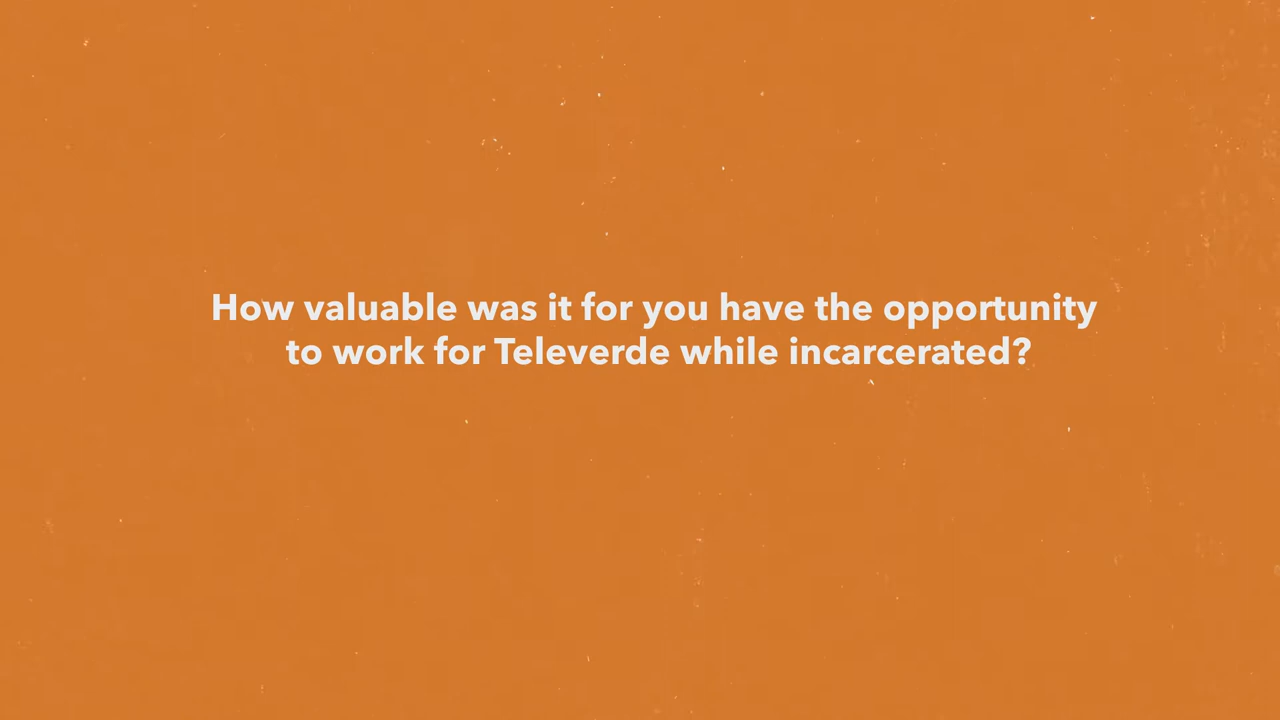 How valuable was it for you have the opportunity
to work for Televerde while incarcerated?